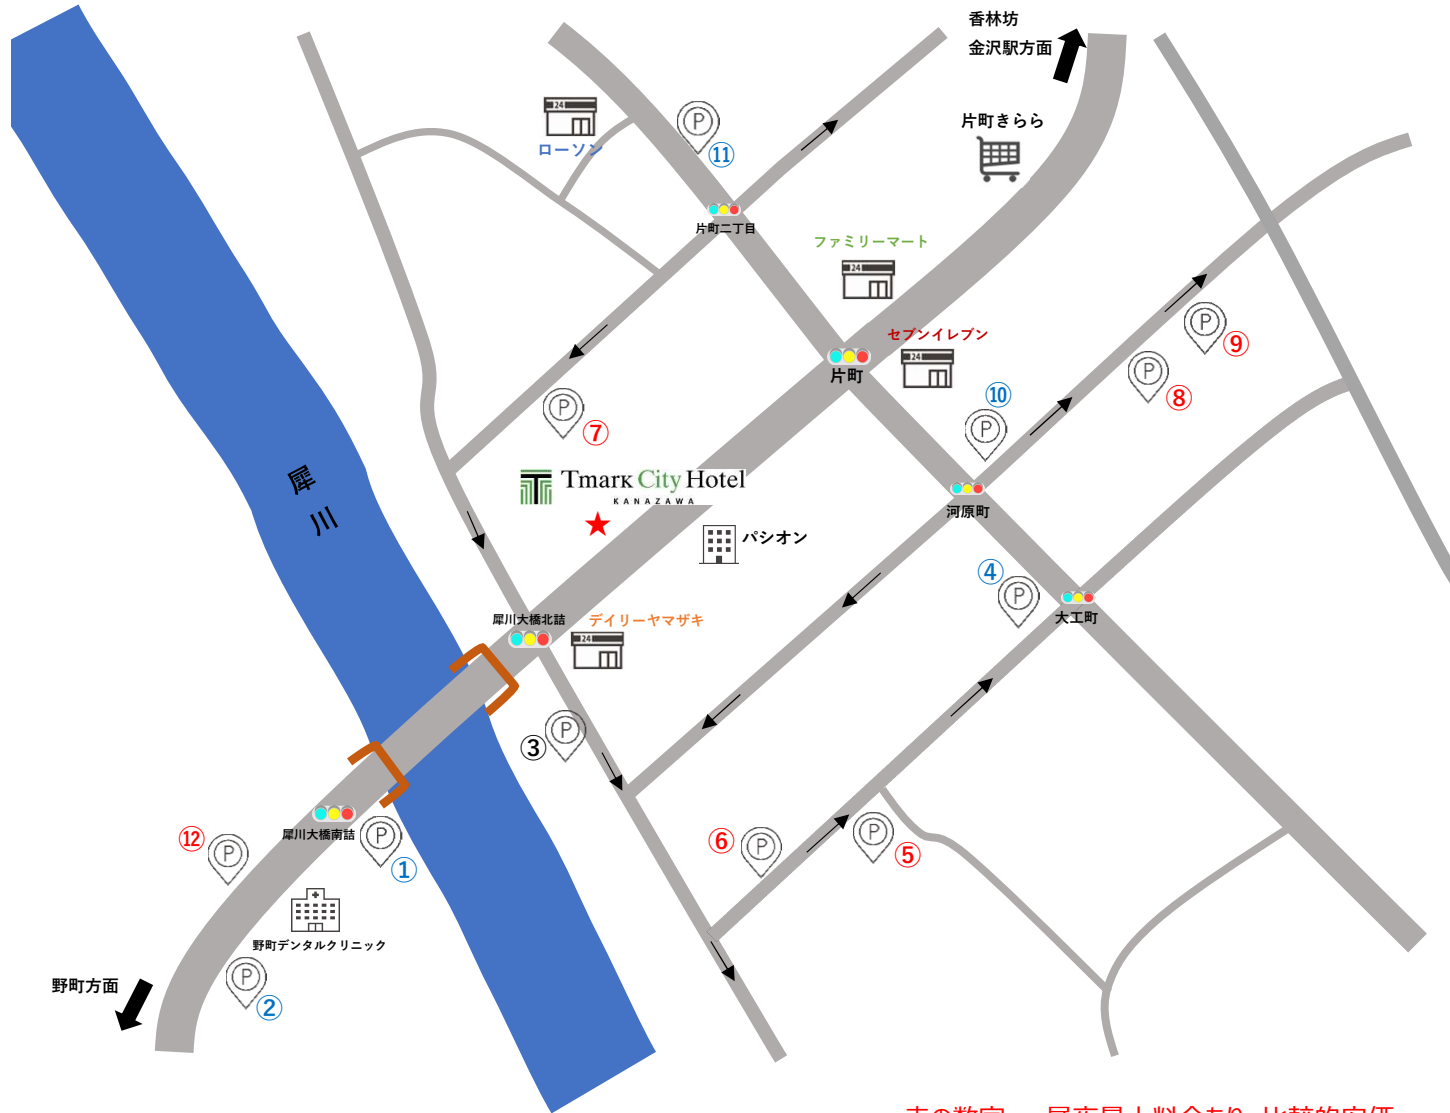 香林坊
金沢駅方面
片町きらら
ローソン
P
⑪
片町二丁目
ファミリーマート
24
24
セブンイレブン
24
片町
P
⑨
P
⑧
⑩
P
P
⑦
Tmark City Hotel
KANAZAWA
犀川
パシオン
河原町
④
P
大工町
犀川大橋北詰
デイリーヤマザキ
24
③
P
犀川大橋南詰
⑫
P
P
①
⑥
P
P
⑤
野町デンタルクリニック
野町方面
P
②